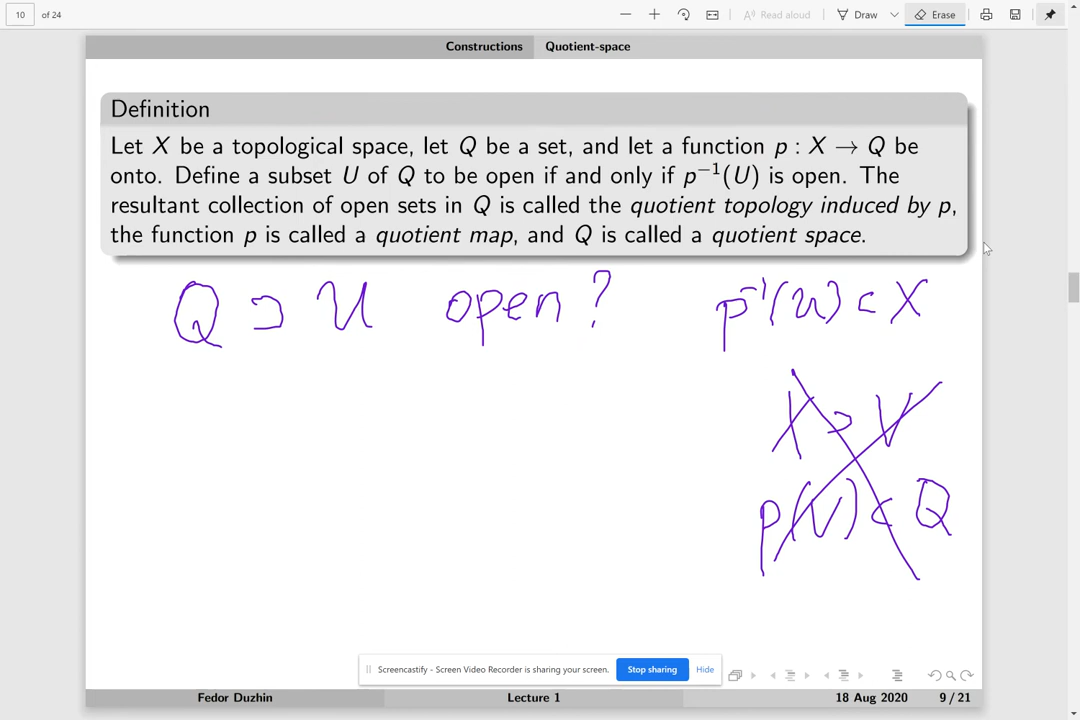 10 of 24 Read aloud Draw Erase
Constructions Quotient-space
Definition
Let X be a topological space, let Q be a set, and let a function p : X → Q be
onto. Define a subset U of Q to be open if and only if p⁻¹(U) is open. The
resultant collection of open sets in Q is called the quotient topology induced by p,
the function p is called a quotient map, and Q is called a quotient space.
Q ⊃ U open? p⁻¹(U) ⊂ X
X ⊃ V
p(V) ⊂ Q
Screencastify - Screen Video Recorder is sharing your screen. Stop sharing Hide
Fedor Duzhin Lecture 1 18 Aug 2020 9 / 21